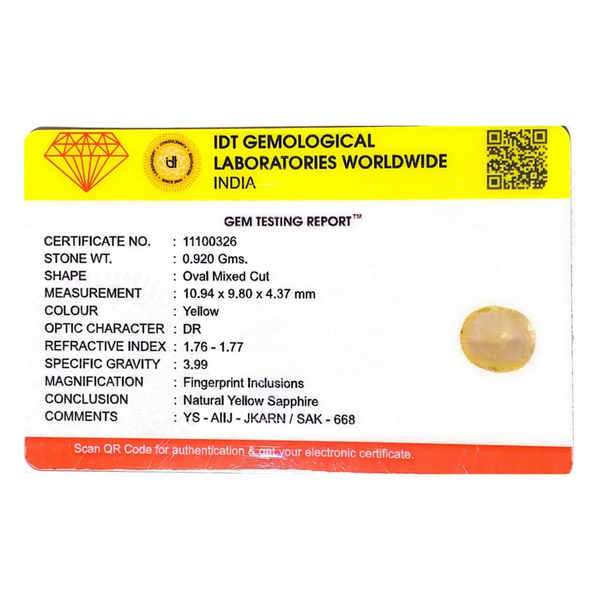 idt
IDT GEMOLOGICAL
LABORATORIES WORLDWIDE
INDIA
GEM TESTING REPORT™
CERTIFICATE NO. : 11100326
STONE WT. : 0.920 Gms.
SHAPE : Oval Mixed Cut
MEASUREMENT : 10.94 x 9.80 x 4.37 mm
COLOUR : Yellow
OPTIC CHARACTER : DR
REFRACTIVE INDEX : 1.76 - 1.77
SPECIFIC GRAVITY : 3.99
MAGNIFICATION : Fingerprint Inclusions
CONCLUSION : Natural Yellow Sapphire
COMMENTS : YS - AIIJ - JKARN / SAK - 668
Scan QR Code for authentication & get your electronic certificate.